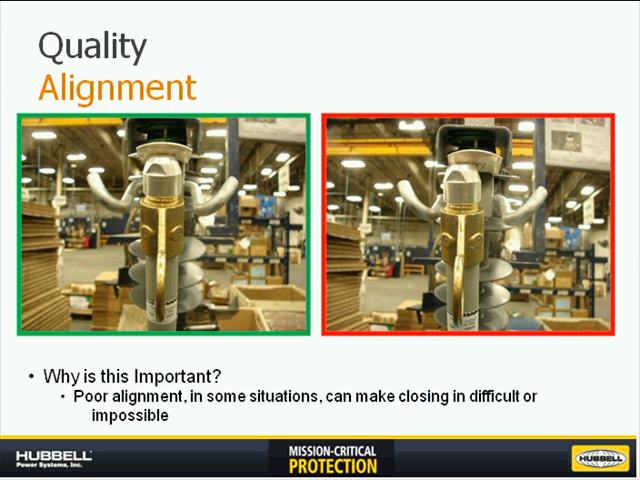 Quality
Alignment
• Why is this Important?
• Poor alignment, in some situations, can make closing in difficult or
impossible
HUBBELL
Power Systems, Inc.
MISSION-CRITICAL
PROTECTION
HUBBELL